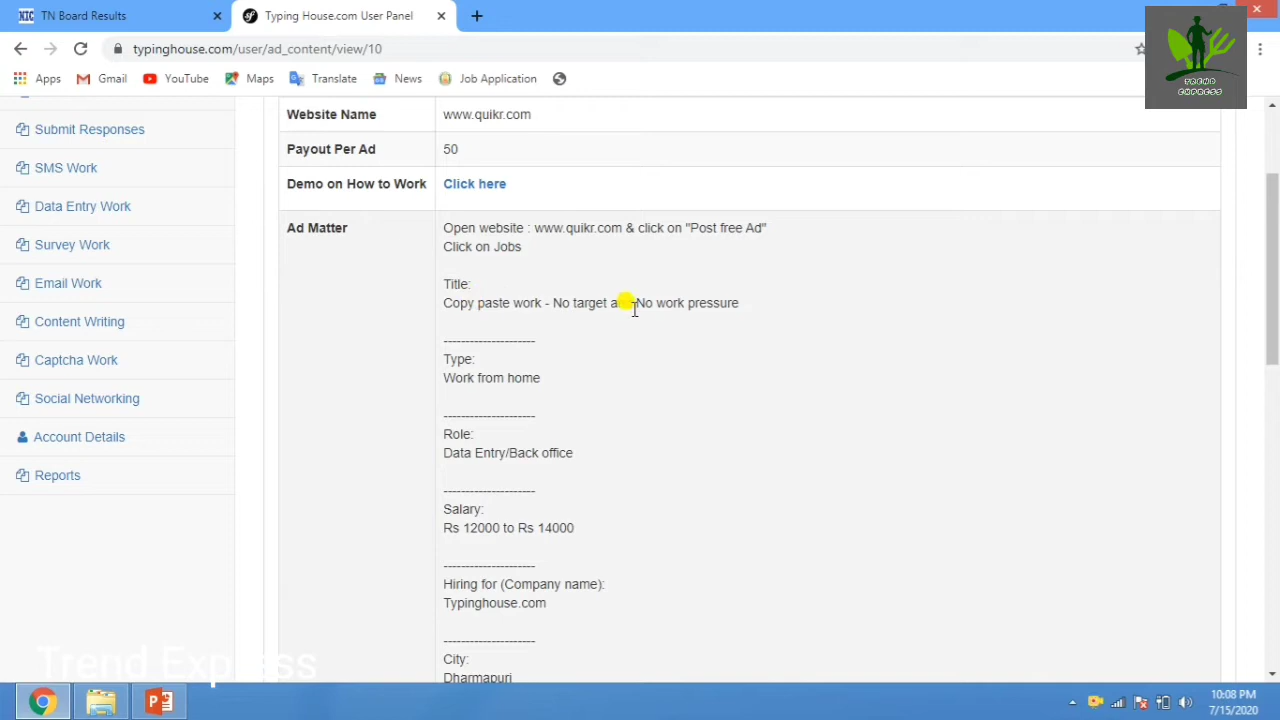 NIC TN Board Results
Typing House.com User Panel
typinghouse.com/user/ad_content/view/10
Apps Gmail YouTube Maps Translate News Job Application
TREND
EXPRESS
Submit Responses
SMS Work
Data Entry Work
Survey Work
Email Work
Content Writing
Captcha Work
Social Networking
Account Details
Reports
Website Name www.quikr.com
Payout Per Ad 50
Demo on How to Work Click here
Ad Matter Open website : www.quikr.com & click on "Post free Ad"
Click on Jobs
Title:
Copy paste work - No target and No work pressure
---------------------
Type:
Work from home
---------------------
Role:
Data Entry/Back office
---------------------
Salary:
Rs 12000 to Rs 14000
---------------------
Hiring for (Company name):
Typinghouse.com
---------------------
City:
Dharmapuri
Trend Express
10:08 PM
7/15/2020